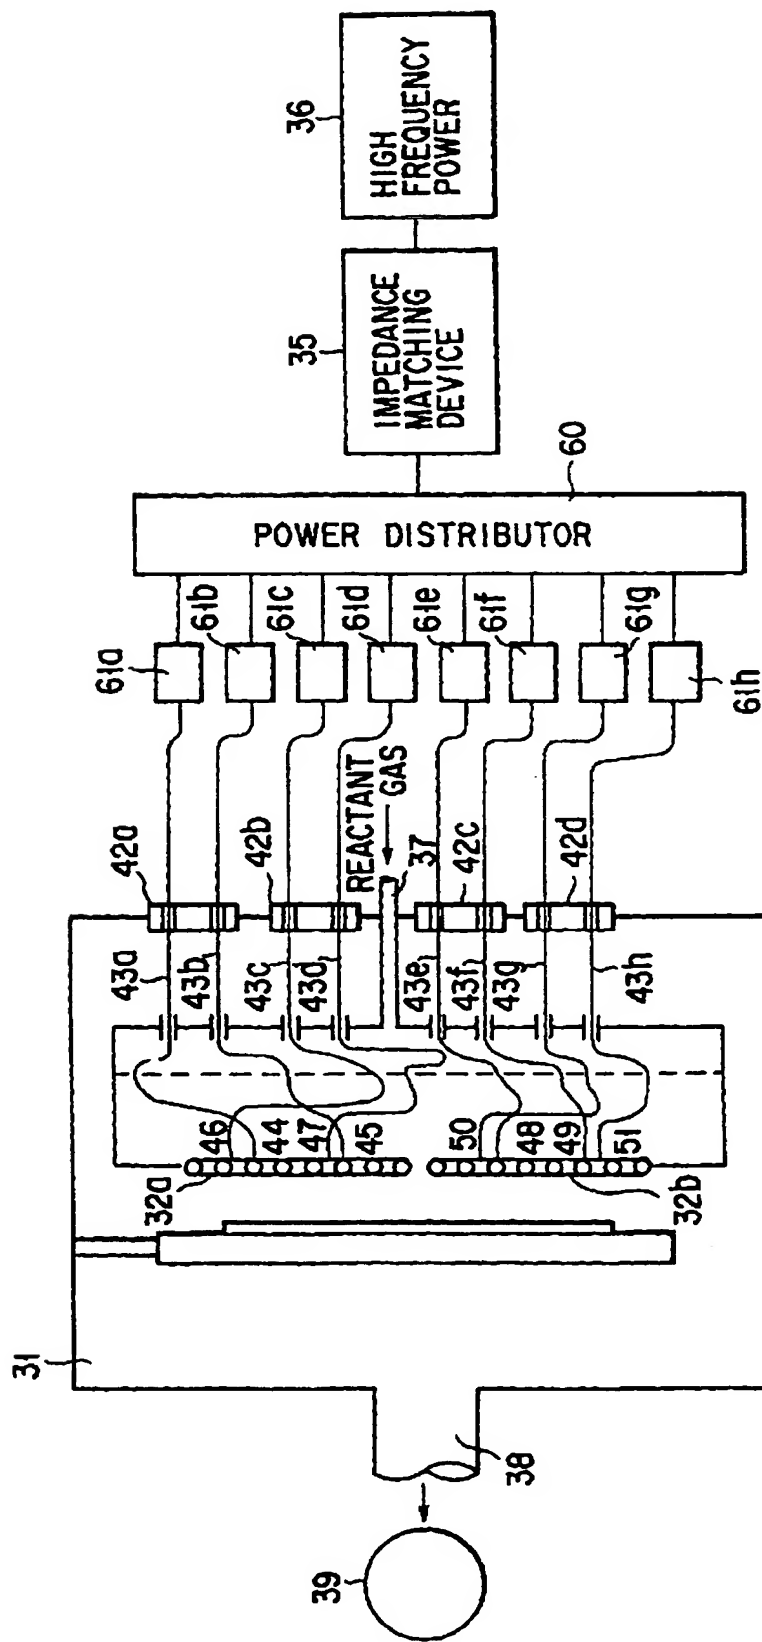 36
HIGH
FREQUENCY
POWER
35
IMPEDANCE
MATCHING
DEVICE
60
POWER DISTRIBUTOR
61a
61b
61c
61d
61e
61f
61g
61h
REACTANT
GAS
37
42a
42b
42c
42d
43a
43b
43c
43d
43e
43f
43g
43h
46
44
47
45
50
48
49
51
32a
32b
31
38
39